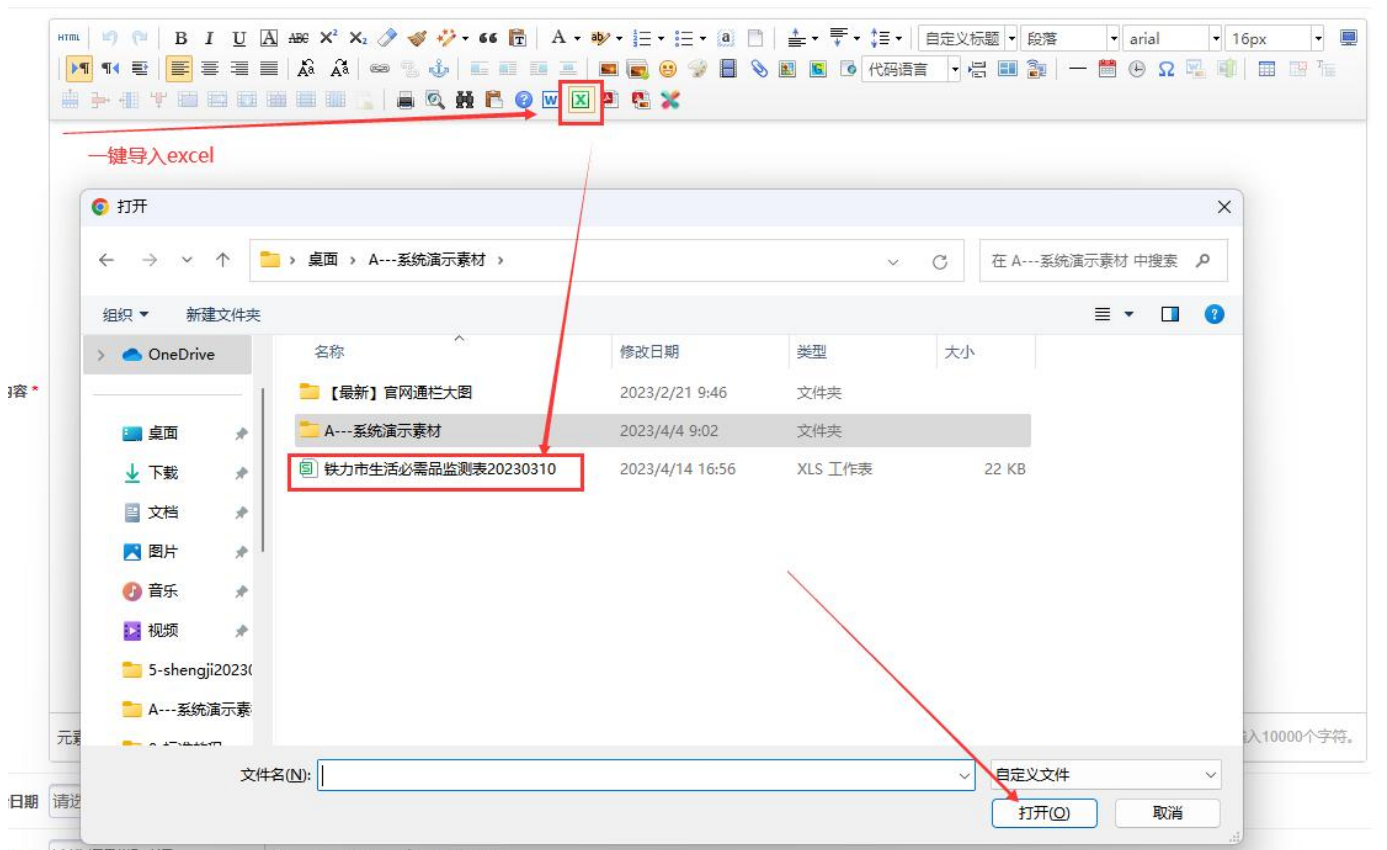 HTML B I U A ABC X² X₂ 66 T A ab a 自定义标题 段落 arial 16px
代码语言 Ω
W X
一键导入excel
打开
桌面 › A---系统演示素材 ›
在 A---系统演示素材 中搜索
组织 新建文件夹
OneDrive
名称 修改日期 类型 大小
【最新】官网通栏大图 2023/2/21 9:46 文件夹
容 *
桌面
A---系统演示素材 2023/4/4 9:02 文件夹
下载
铁力市生活必需品监测表20230310 2023/4/14 16:56 XLS 工作表 22 KB
文档
图片
音乐
视频
5-shengji2023
A---系统演示素
元 入10000个字符。
文件名(N): 自定义文件
日期 请选
打开(O) 取消